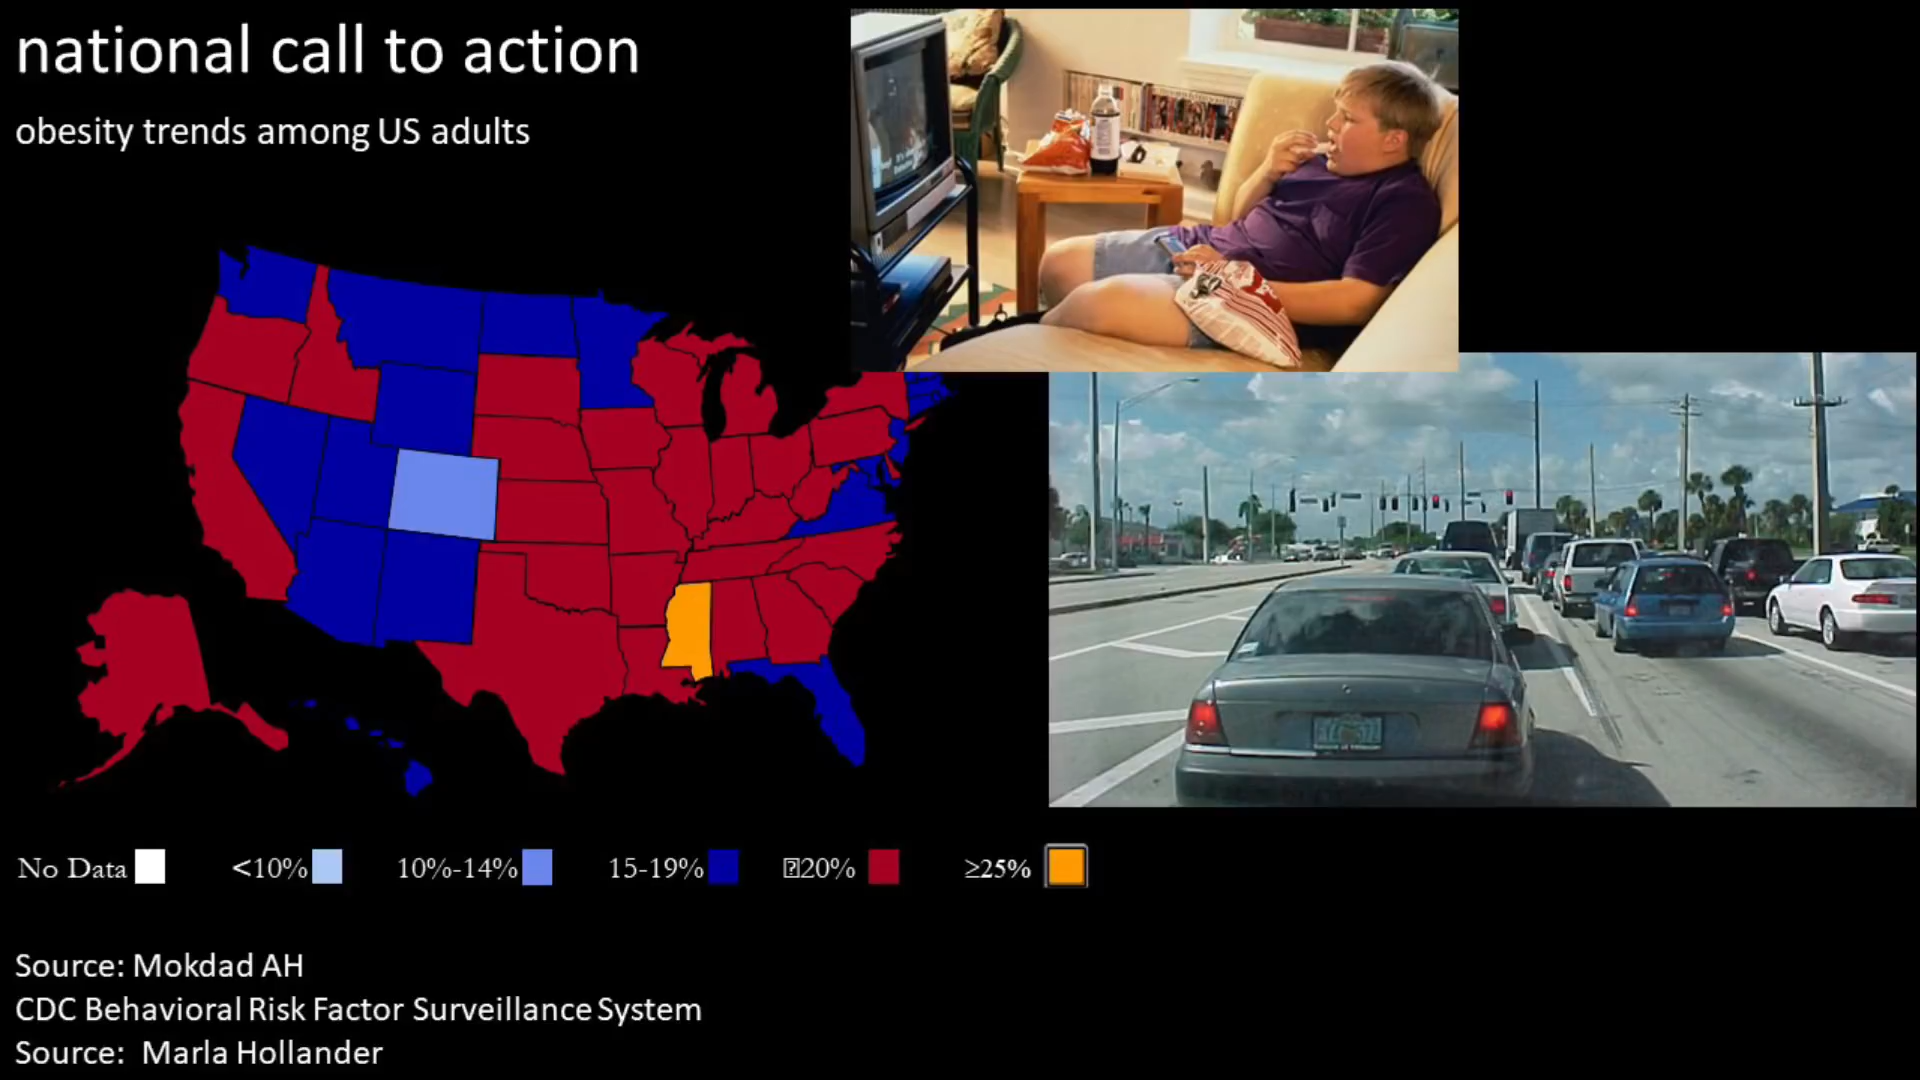 national call to action
obesity trends among US adults
No Data <10% 10%-14% 15-19% 20% ≥25%
Source: Mokdad AH
CDC Behavioral Risk Factor Surveillance System
Source: Marla Hollander